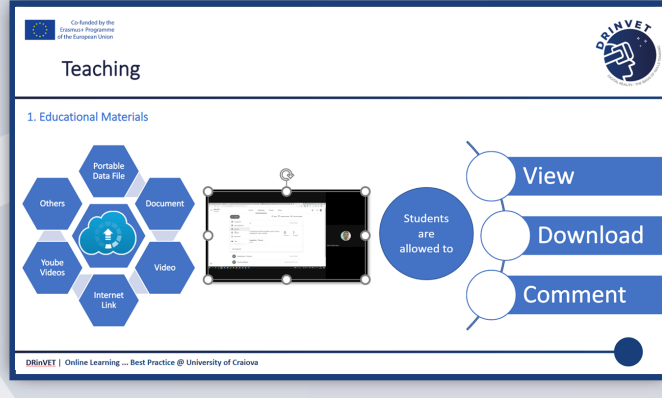 Co-funded by the
Erasmus+ Programme
of the European Union
DRINVET
Teaching
1. Educational Materials
Portable
Data File
Others
Document
Yoube
Videos
Video
Internet
Link
Students
are
allowed to
View
Download
Comment
DRinVET | Online Learning ... Best Practice @ University of Craiova